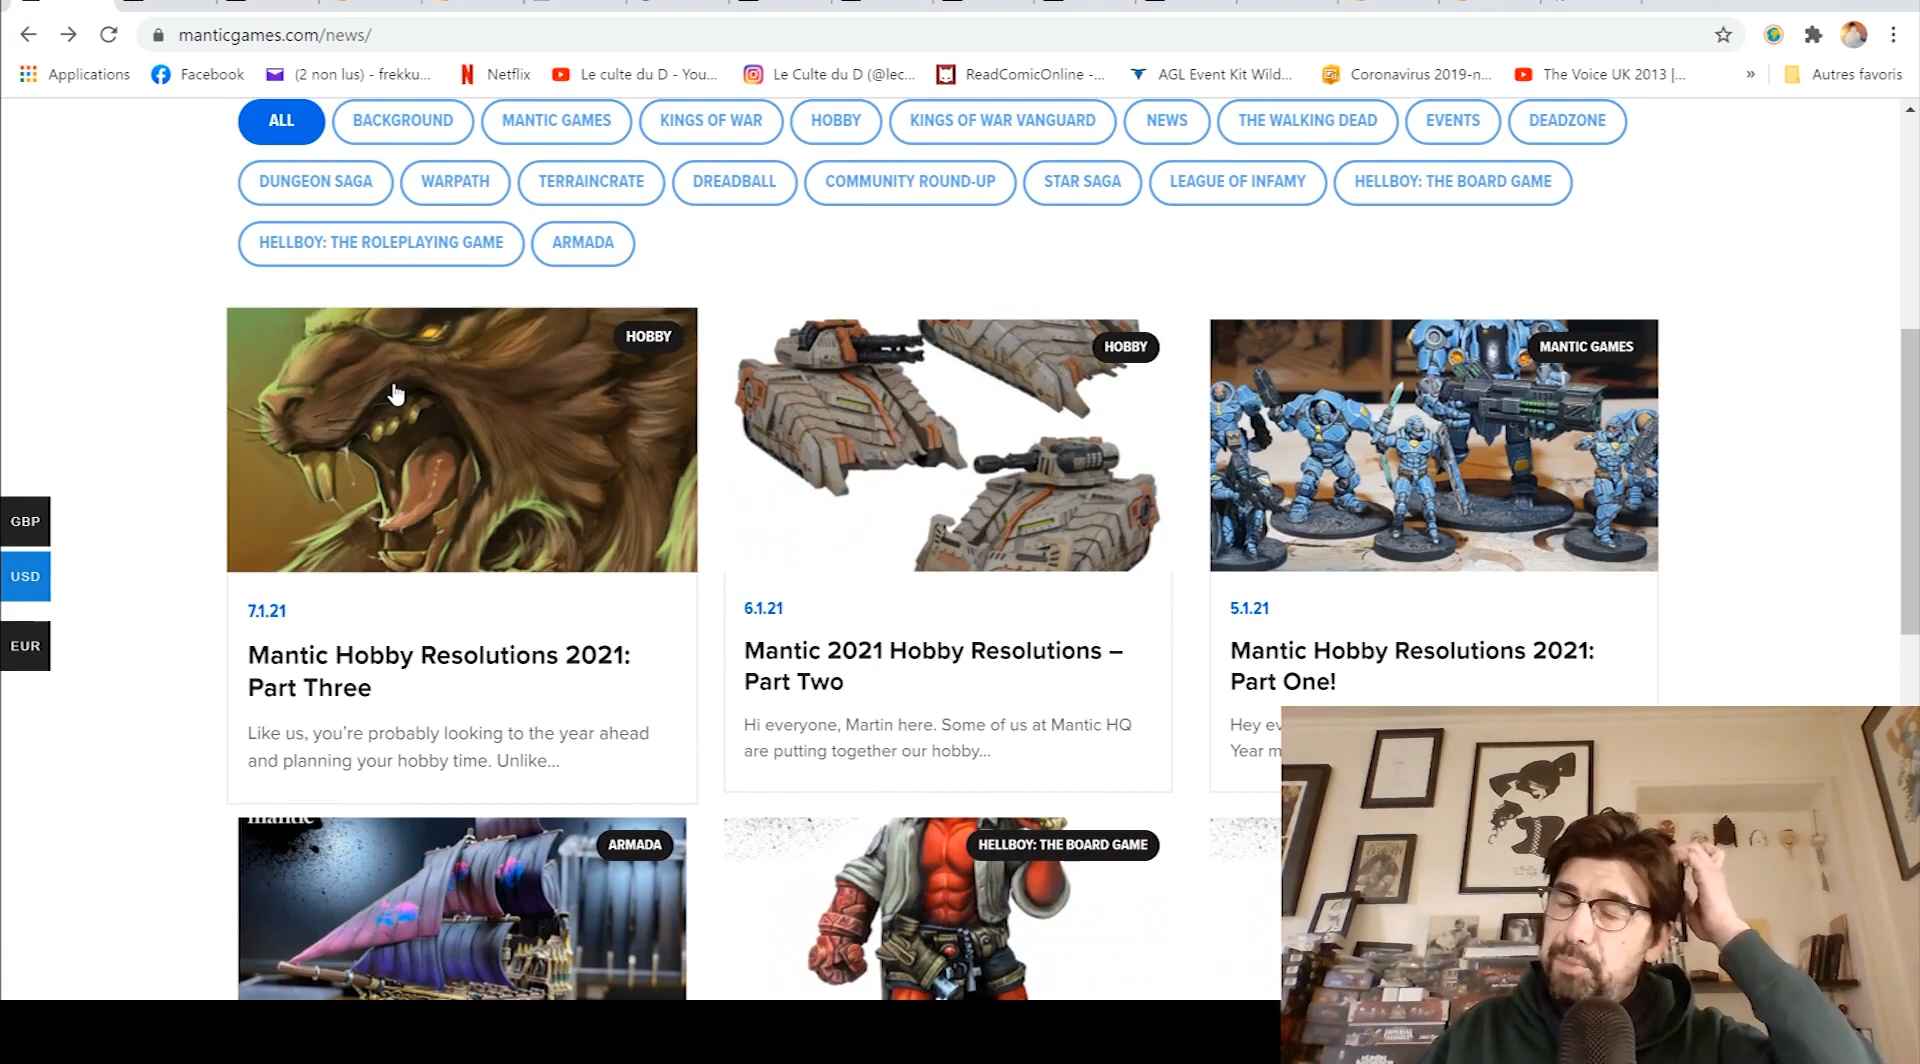 manticgames.com/news/
Applications Facebook (2 non lus) - frekku... Netflix Le culte du D - You... Le Culte du D (@lec... ReadComicOnline -... AGL Event Kit Wild... Coronavirus 2019-n... The Voice UK 2013 |... » Autres favoris
ALL BACKGROUND MANTIC GAMES KINGS OF WAR HOBBY KINGS OF WAR VANGUARD NEWS THE WALKING DEAD EVENTS DEADZONE
DUNGEON SAGA WARPATH TERRAINCRATE DREADBALL COMMUNITY ROUND-UP STAR SAGA LEAGUE OF INFAMY HELLBOY: THE BOARD GAME
HELLBOY: THE ROLEPLAYING GAME ARMADA
HOBBY
HOBBY
MANTIC GAMES
GBP
USD
EUR
7.1.21
Mantic Hobby Resolutions 2021:
Part Three
Like us, you’re probably looking to the year ahead
and planning your hobby time. Unlike...
6.1.21
Mantic 2021 Hobby Resolutions –
Part Two
Hi everyone, Martin here. Some of us at Mantic HQ
are putting together our hobby...
5.1.21
Mantic Hobby Resolutions 2021:
Part One!
Hey ev
Year m
mantic
ARMADA
HELLBOY: THE BOARD GAME